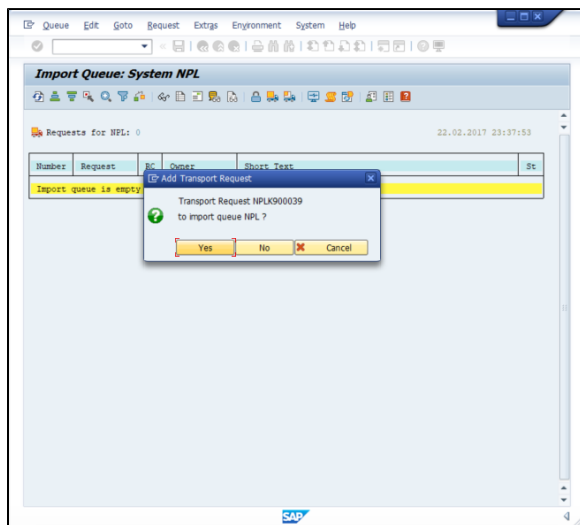 Queue Edit Goto Request Extras Environment System Help
Import Queue: System NPL
Requests for NPL: 0 22.02.2017 23:37:53
Number Request RC Owner Short Text St
Import queue is empty
Add Transport Request
Transport Request NPLK900039
to import queue NPL ?
Yes No Cancel
SAP